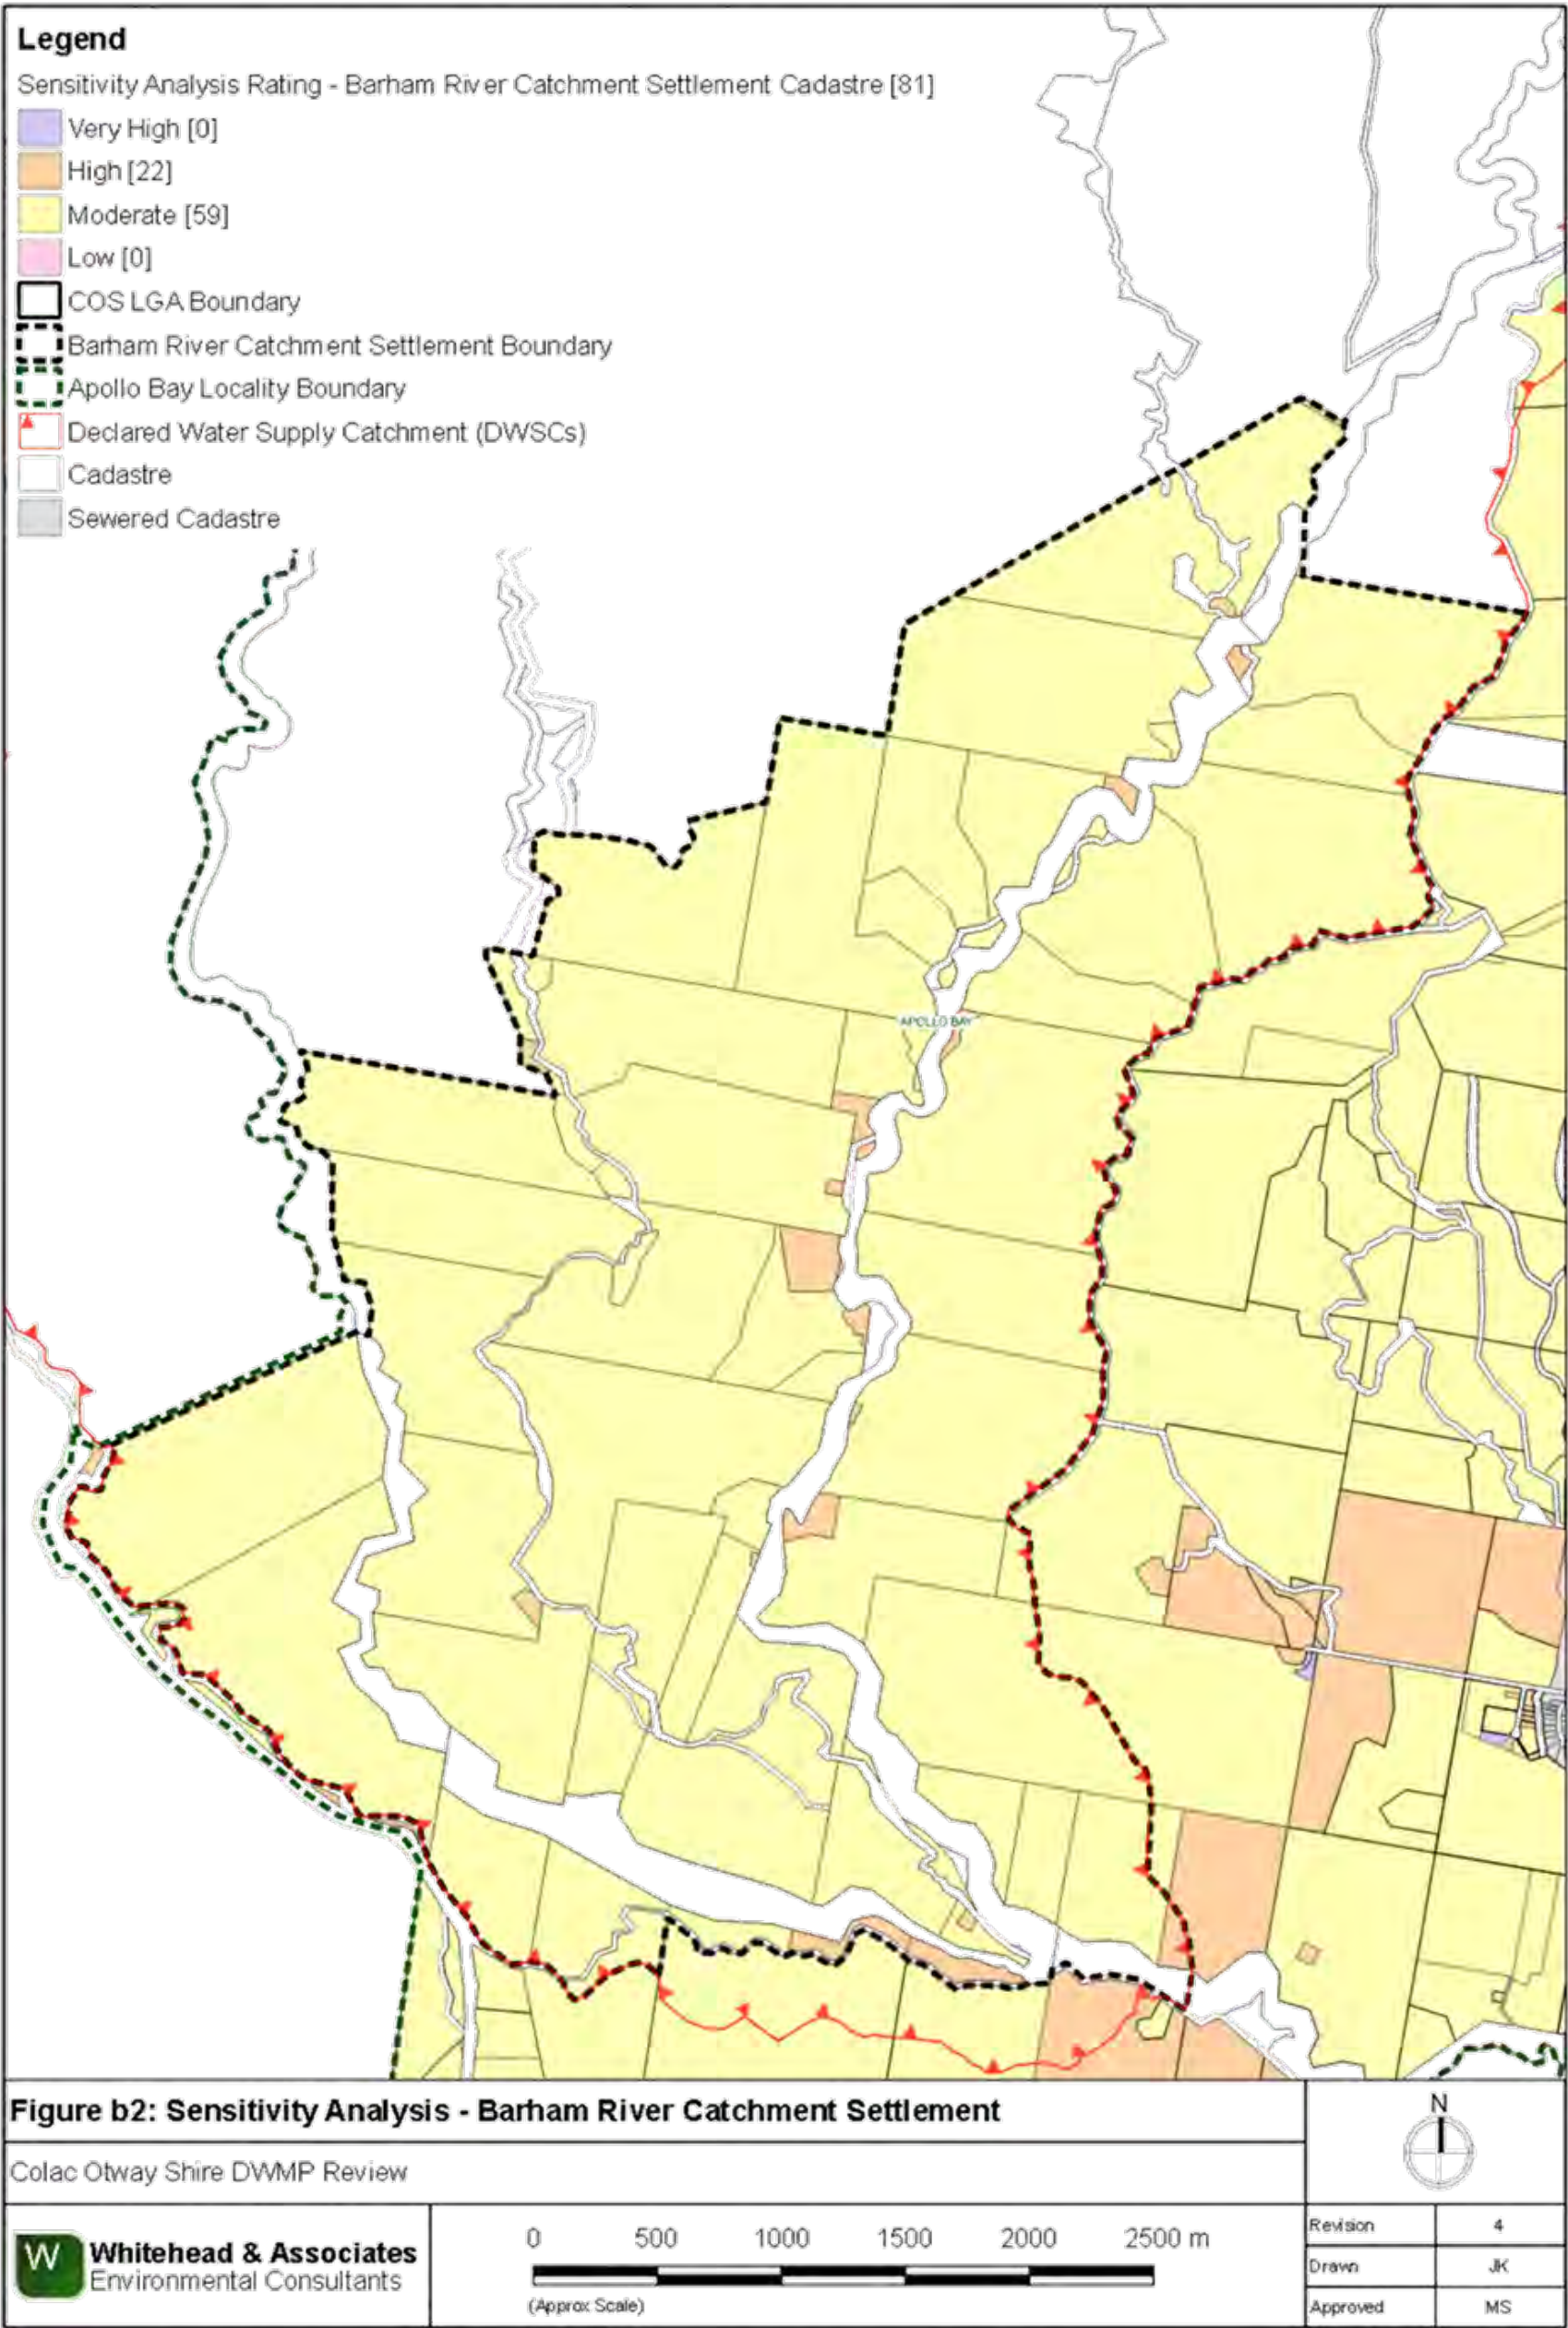 Legend
Sensitivity Analysis Rating - Barham River Catchment Settlement Cadastre [81]
Very High [0]
High [22]
Moderate [59]
Low [0]
COS LGA Boundary
Barham River Catchment Settlement Boundary
Apollo Bay Locality Boundary
Declared Water Supply Catchment (DWSCs)
Cadastre
Sewered Cadastre
APOLLO BAY
Figure b2: Sensitivity Analysis - Barham River Catchment Settlement
Colac Otway Shire DWMP Review
N
W
Whitehead & Associates
Environmental Consultants
0 500 1000 1500 2000 2500 m
(Approx Scale)
Revision 4
Drawn JK
Approved MS